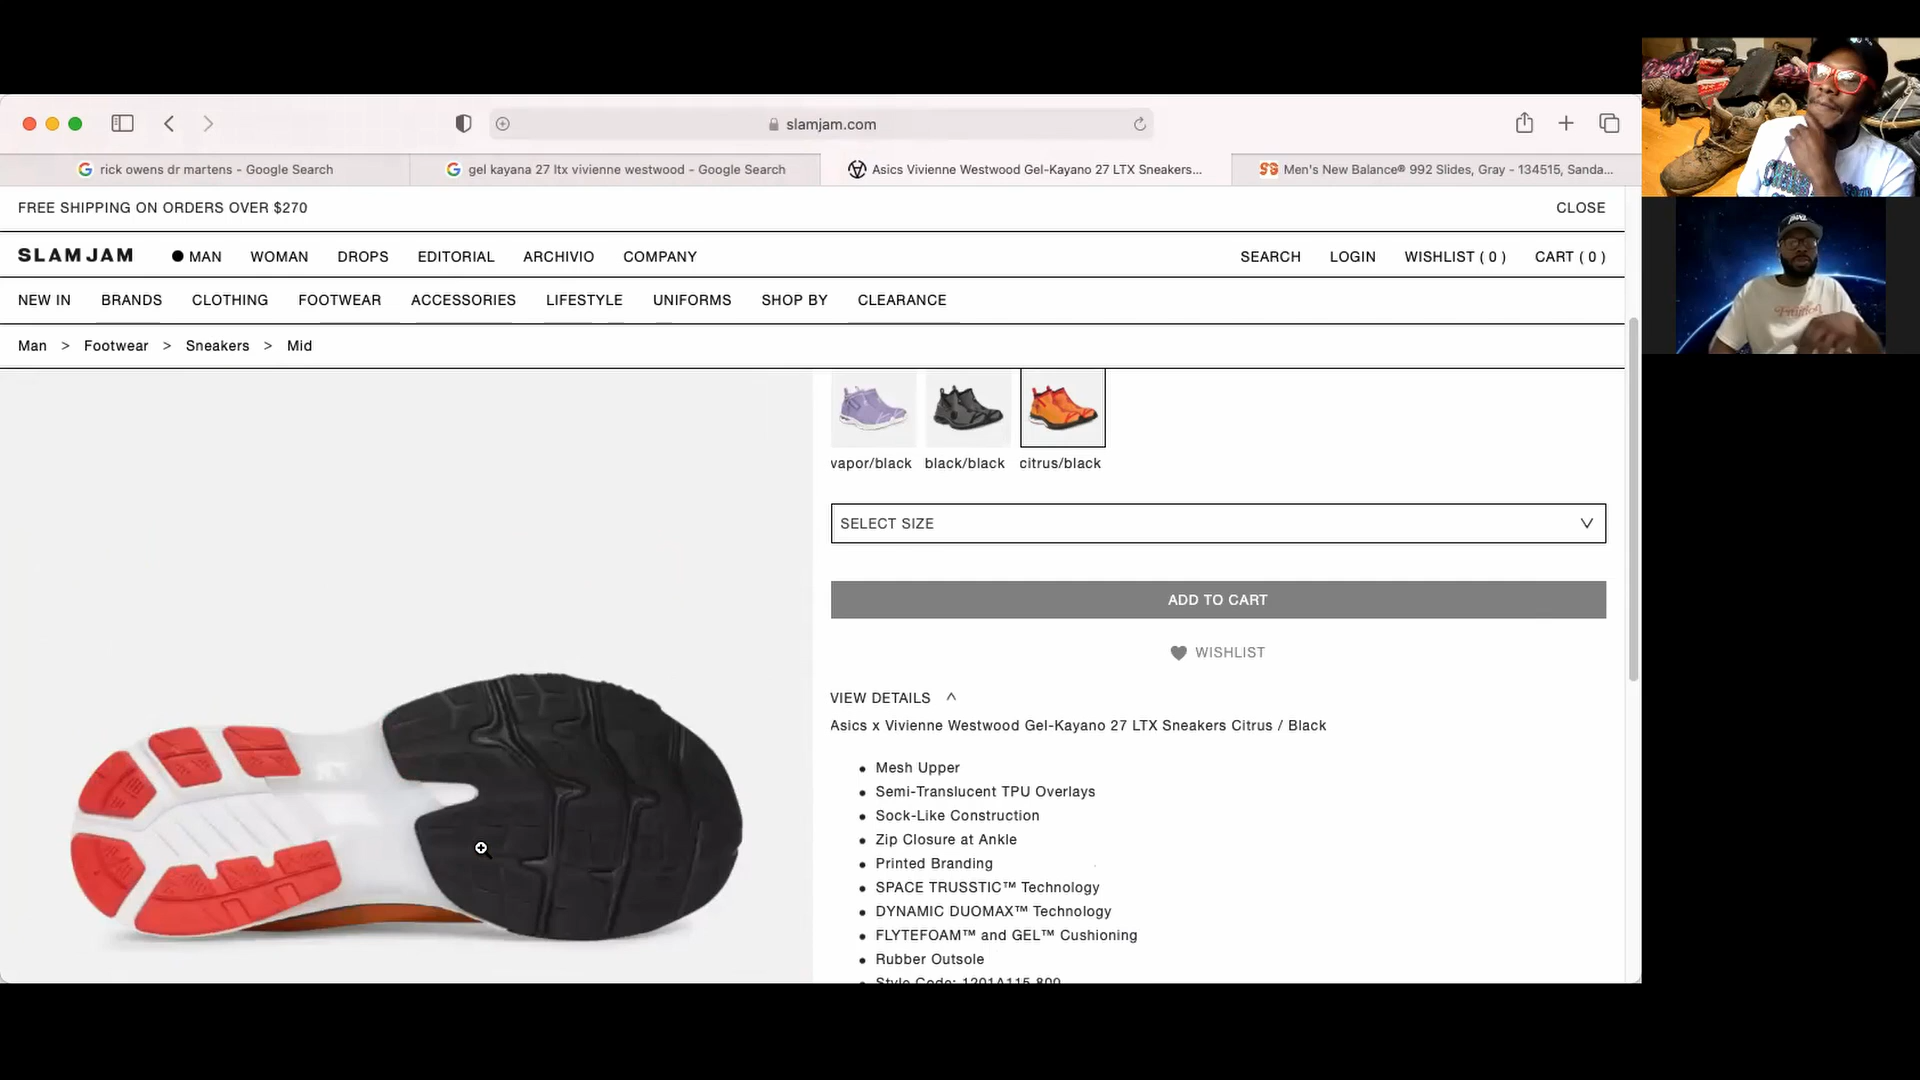 slamjam.com
rick owens dr martens - Google Search
gel kayana 27 ltx vivienne westwood - Google Search
Asics Vivienne Westwood Gel-Kayano 27 LTX Sneakers...
Men's New Balance® 992 Slides, Gray - 134515, Sanda...
FREE SHIPPING ON ORDERS OVER $270
CLOSE
SLAM JAM
MAN WOMAN DROPS EDITORIAL ARCHIVIO COMPANY
SEARCH LOGIN WISHLIST ( 0 ) CART ( 0 )
NEW IN BRANDS CLOTHING FOOTWEAR ACCESSORIES LIFESTYLE UNIFORMS SHOP BY CLEARANCE
Man > Footwear > Sneakers > Mid
vapor/black black/black citrus/black
SELECT SIZE
ADD TO CART
WISHLIST
VIEW DETAILS
Asics x Vivienne Westwood Gel-Kayano 27 LTX Sneakers Citrus / Black
Mesh Upper
Semi-Translucent TPU Overlays
Sock-Like Construction
Zip Closure at Ankle
Printed Branding
SPACE TRUSSTIC™ Technology
DYNAMIC DUOMAX™ Technology
FLYTEFOAM™ and GEL™ Cushioning
Rubber Outsole
Style Code: 1201A115 800